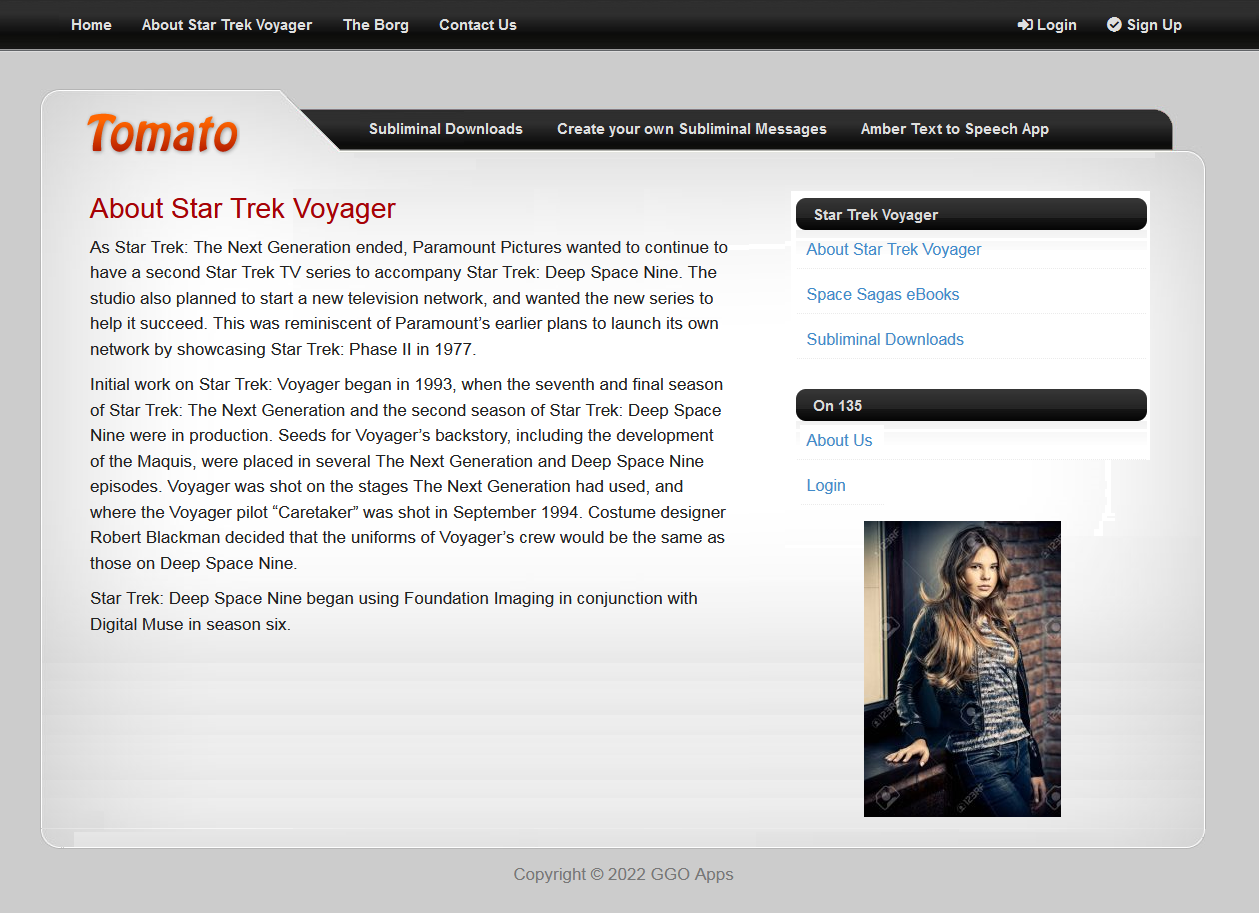 Home About Star Trek Voyager The Borg Contact Us Login Sign Up
Tomato
Subliminal Downloads Create your own Subliminal Messages Amber Text to Speech App
About Star Trek Voyager
As Star Trek: The Next Generation ended, Paramount Pictures wanted to continue to
have a second Star Trek TV series to accompany Star Trek: Deep Space Nine. The
studio also planned to start a new television network, and wanted the new series to
help it succeed. This was reminiscent of Paramount’s earlier plans to launch its own
network by showcasing Star Trek: Phase II in 1977.
Initial work on Star Trek: Voyager began in 1993, when the seventh and final season
of Star Trek: The Next Generation and the second season of Star Trek: Deep Space
Nine were in production. Seeds for Voyager’s backstory, including the development
of the Maquis, were placed in several The Next Generation and Deep Space Nine
episodes. Voyager was shot on the stages The Next Generation had used, and
where the Voyager pilot “Caretaker” was shot in September 1994. Costume designer
Robert Blackman decided that the uniforms of Voyager’s crew would be the same as
those on Deep Space Nine.
Star Trek: Deep Space Nine began using Foundation Imaging in conjunction with
Digital Muse in season six.
Star Trek Voyager
About Star Trek Voyager
Space Sagas eBooks
Subliminal Downloads
On 135
About Us
Login
123RF
123RF
123RF
Copyright © 2022 GGO Apps